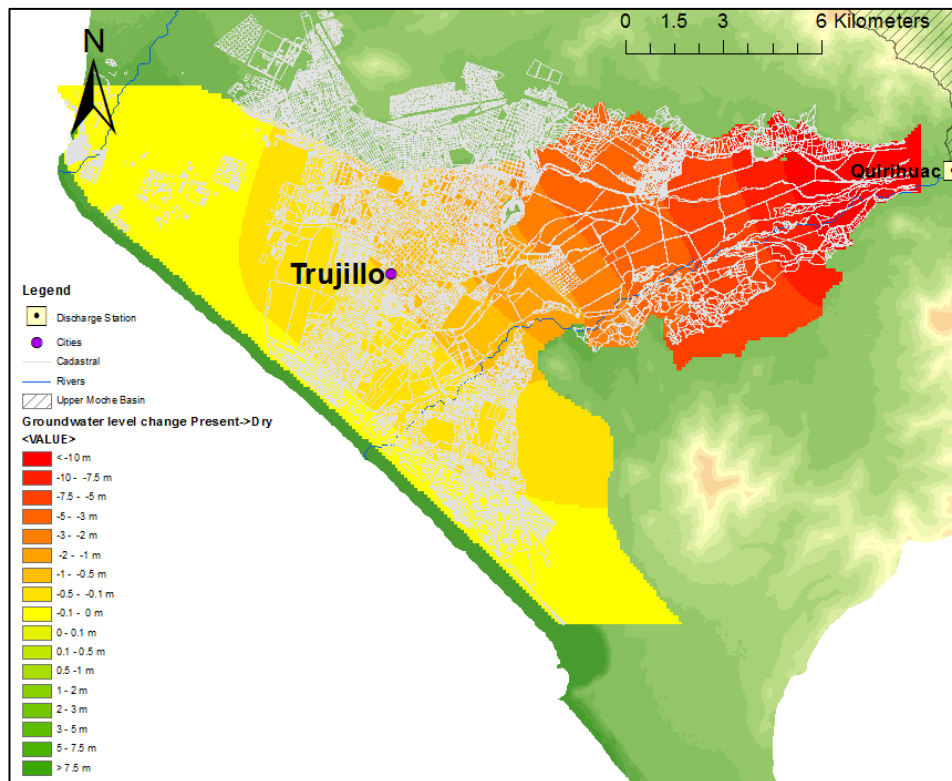 N
0 1.5 3 6 Kilometers
Quirihuac
Trujillo
Legend
Discharge Station
Cities
Cadastral
Rivers
Upper Moche Basin
Groundwater level change Present->Dry
<VALUE>
< -10 m
-10 - -7.5 m
-7.5 - -5 m
-5 - -3 m
-3 - -2 m
-2 - -1 m
-1 - -0.5 m
-0.5 - -0.1 m
-0.1 - 0 m
0 - 0.1 m
0.1 - 0.5 m
0.5 -1 m
1 - 2 m
2 - 3 m
3 - 5 m
5 - 7.5 m
> 7.5 m